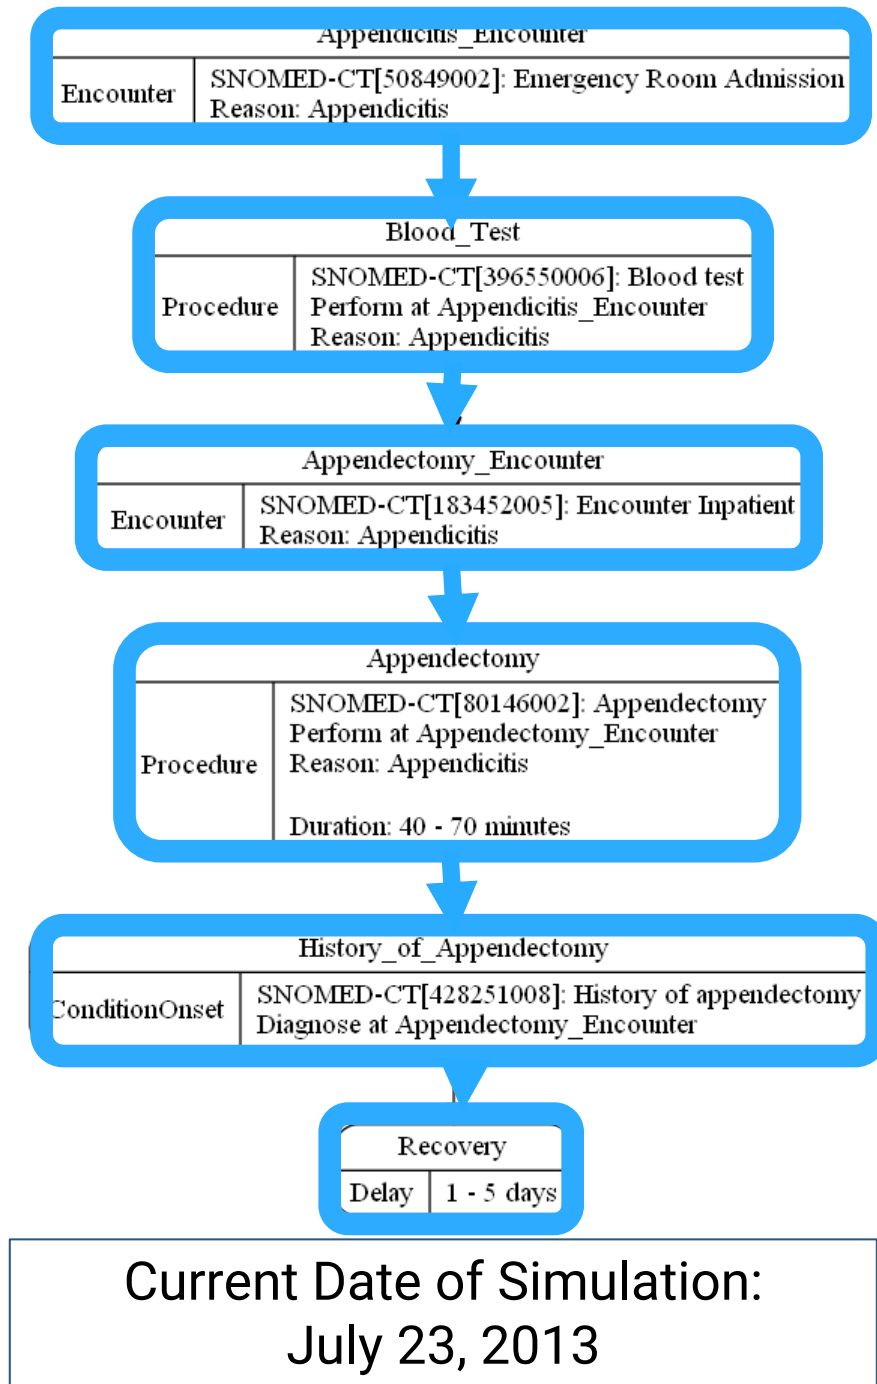 Appendicitis_Encounter
Encounter
SNOMED-CT[50849002]: Emergency Room Admission
Reason: Appendicitis
Blood_Test
Procedure
SNOMED-CT[396550006]: Blood test
Perform at Appendicitis_Encounter
Reason: Appendicitis
Appendectomy_Encounter
Encounter
SNOMED-CT[183452005]: Encounter Inpatient
Reason: Appendicitis
Appendectomy
Procedure
SNOMED-CT[80146002]: Appendectomy
Perform at Appendectomy_Encounter
Reason: Appendicitis
Duration: 40 - 70 minutes
History_of_Appendectomy
ConditionOnset
SNOMED-CT[428251008]: History of appendectomy
Diagnose at Appendectomy_Encounter
Recovery
Delay
1 - 5 days
Current Date of Simulation:
July 23, 2013